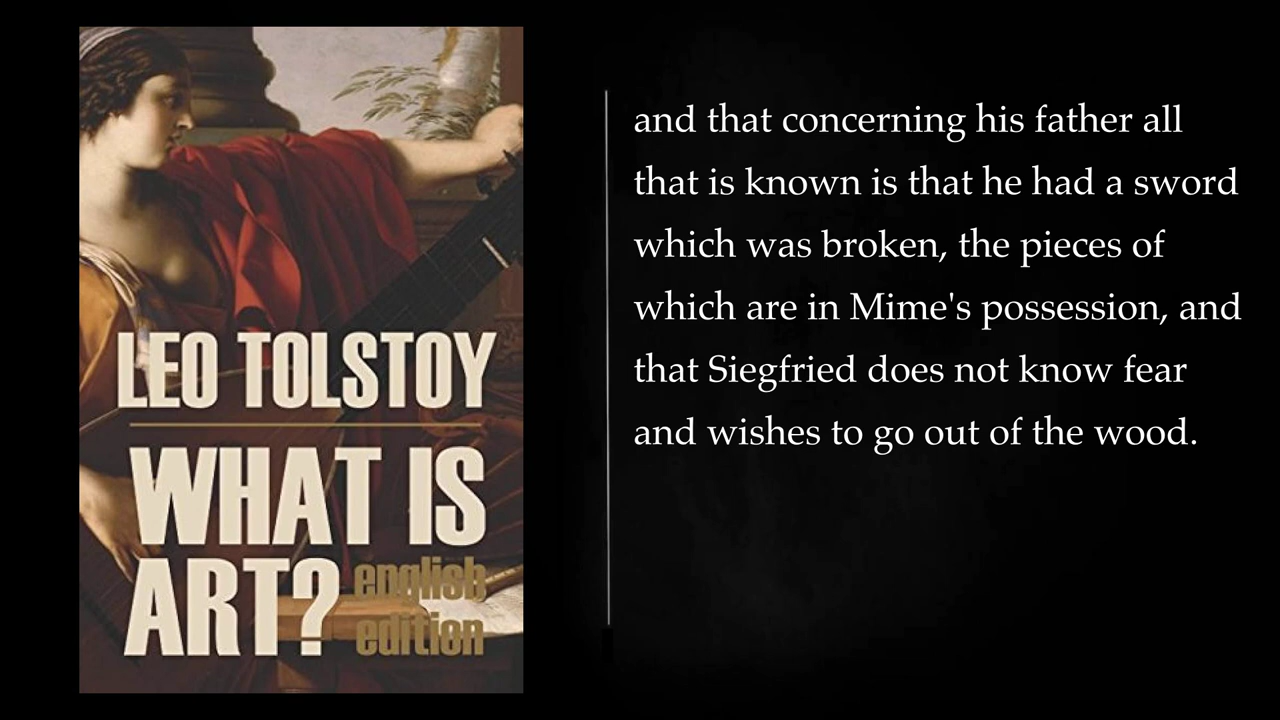 LEO TOLSTOY
WHAT IS
ART?
english
edition
and that concerning his father all
that is known is that he had a sword
which was broken, the pieces of
which are in Mime's possession, and
that Siegfried does not know fear
and wishes to go out of the wood.